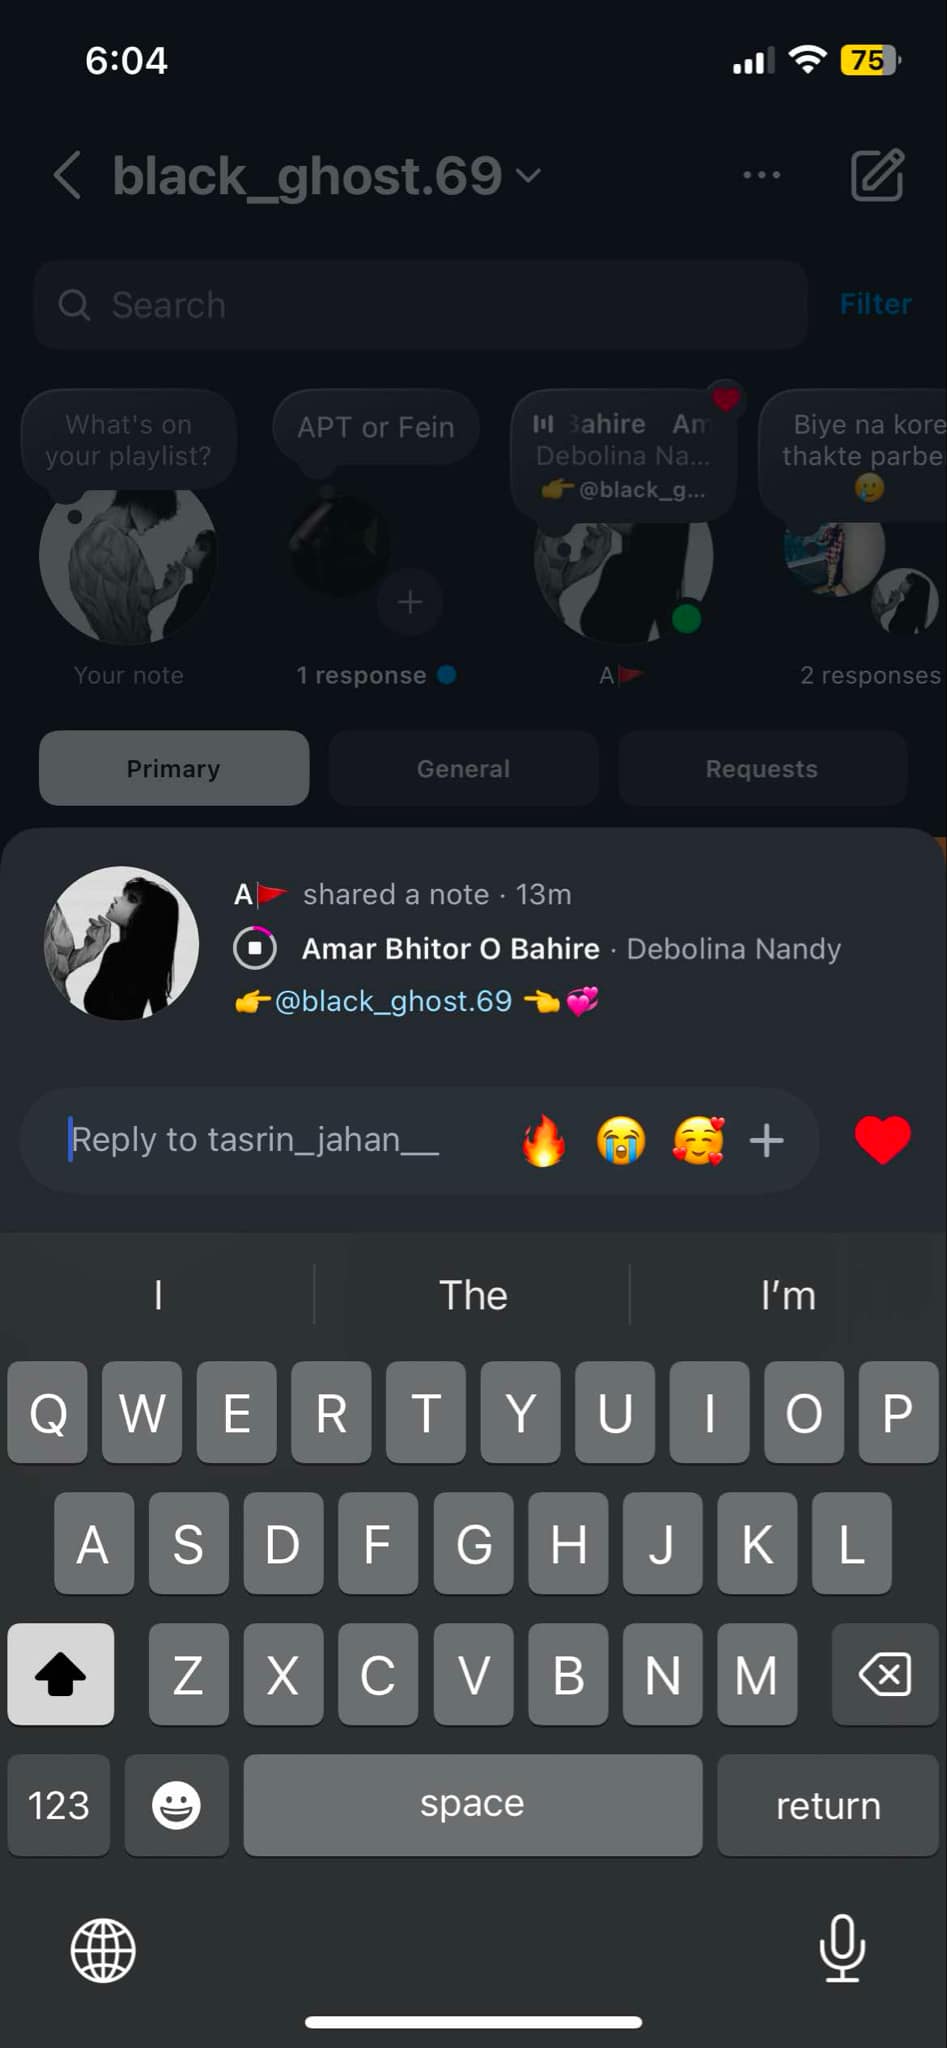 6:04
75
black_ghost.69
Search
Filter
What's on
your playlist?
APT or Fein
Bahire Am
Debolina Na...
👉@black_g...
Biye na kore
thakte parbe
🥲
Your note
1 response
A🚩
2 responses
Primary
General
Requests
A🚩 shared a note · 13m
Amar Bhitor O Bahire · Debolina Nandy
👉@black_ghost.69 👈💞
Reply to tasrin_jahan__ 🔥 😭 🥰 +
I
The
I'm
Q W E R T Y U I O P
A S D F G H J K L
Z X C V B N M
123
space
return